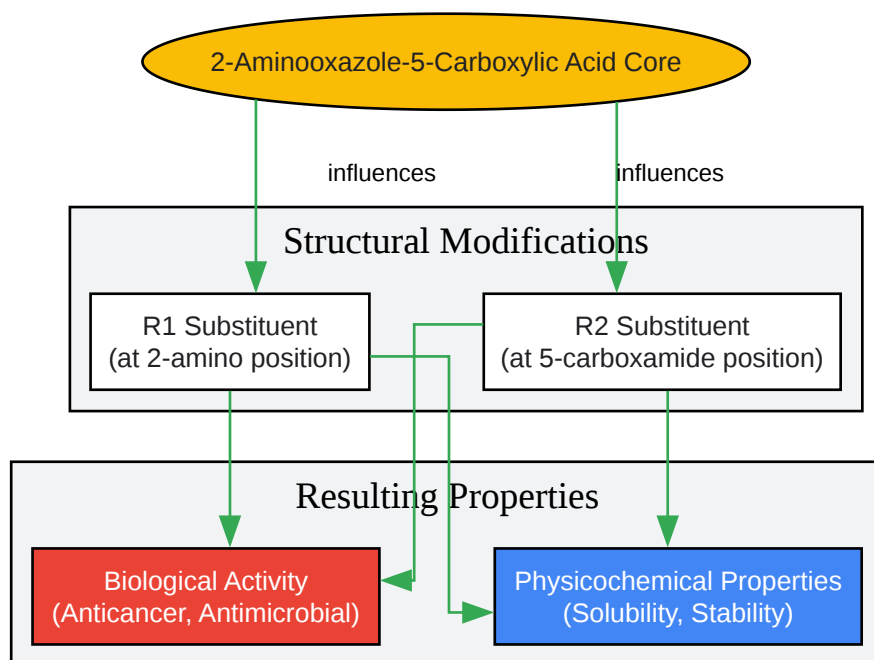 2-Aminooxazole-5-Carboxylic Acid Core
influences
influences
Structural Modifications
R1 Substituent
(at 2-amino position)
R2 Substituent
(at 5-carboxamide position)
Resulting Properties
Biological Activity
(Anticancer, Antimicrobial)
Physicochemical Properties
(Solubility, Stability)